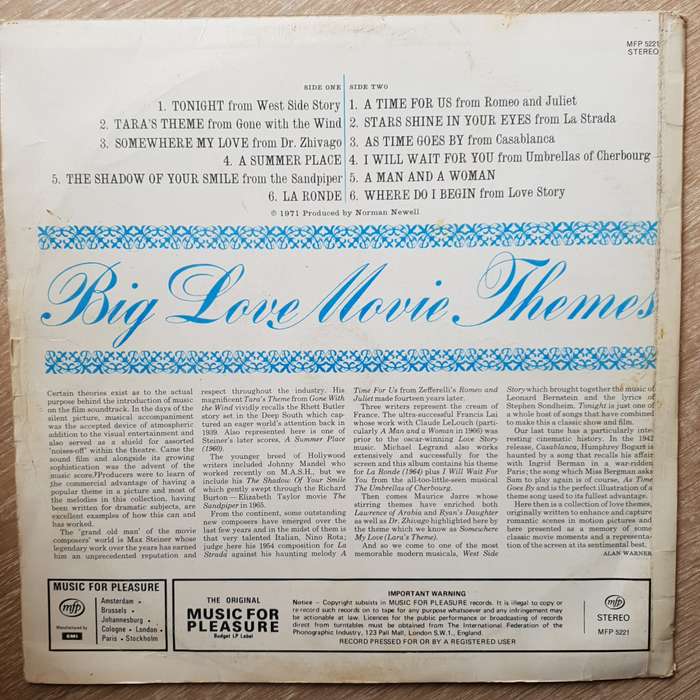 MFP 5221
STEREO
SIDE ONE
1. TONIGHT from West Side Story
2. TARA'S THEME from Gone with the Wind
3. SOMEWHERE MY LOVE from Dr. Zhivago
4. A SUMMER PLACE
5. THE SHADOW OF YOUR SMILE from the Sandpiper
6. LA RONDE
SIDE TWO
1. A TIME FOR US from Romeo and Juliet
2. STARS SHINE IN YOUR EYES from La Strada
3. AS TIME GOES BY from Casablanca
4. I WILL WAIT FOR YOU from Umbrellas of Cherbourg
5. A MAN AND A WOMAN
6. WHERE DO I BEGIN from Love Story
℗ 1971 Produced by Norman Newell
Big Love Movie Themes
Certain theories exist as to the actual
purpose behind the introduction of music
on the film soundtrack. In the days of the
silent picture, musical accompaniment
was the accepted device of atmospheric
addition to the visual entertainment and
also served as a shield for assorted
"noises-off" within the theatre. Came the
sound film and alongside its growing
sophistication was the advent of the
music score. Producers were to learn of
the commercial advantage of having a
popular theme in a picture and most of
the melodies in this collection, having
been written for dramatic subjects, are
excellent examples of how this can and
has worked.
The "grand old man" of the movie
composers' world is Max Steiner whose
legendary work over the years has earned
him an unprecedented reputation and
respect throughout the industry. His
magnificent Tara's Theme from Gone With
the Wind vividly recalls the Rhett Butler
story set in the Deep South which cap-
tured an eager world's attention back in
1939. Also represented here is one of
Steiner's later scores, A Summer Place
(1960).
The younger breed of Hollywood
writers included Johnny Mandel who
worked recently on M.A.S.H., but we
include his The Shadow Of Your Smile
which gently swept through the Richard
Burton—Elizabeth Taylor movie The
Sandpiper in 1965.
From the continent, some outstanding
new composers have emerged over the
last few years and in the midst of them is
that very talented Italian, Nino Rota;
judge here his 1954 composition for La
Strada against his haunting melody A
Time For Us from Zefferelli's Romeo and
Juliet made fourteen years later.
Three writers represent the cream of
France. The ultra-successful Francis Lai
whose work with Claude LeLouch (part-
icularly A Man and a Woman in 1966) was
prior to the oscar-winning Love Story
music. Michael Legrand also works
extensively and successfully for the
screen and this album contains his theme
for La Ronde (1964) plus I Will Wait For
You from the all-too-little-seen musical
The Umbrellas of Cherbourg.
Then comes Maurice Jarre whose
stirring themes have enriched both
Lawrence of Arabia and Ryan's Daughter
as well as Dr. Zhivago highlighted here by
the theme which we know as Somewhere
My Love (Lara's Theme).
And so we come to one of the most
memorable modern musicals, West Side
Story which brought together the music of
Leonard Bernstein and the lyrics of
Stephen Sondheim. Tonight is just one of
a whole host of songs that have combined
to make this a classic show and film.
Our last tune has a particularly int-
eresting cinematic history. In the 1942
release, Casablanca, Humphrey Bogart is
haunted by a song that recalls his affair
with Ingrid Berman in a war-ridden
Paris; the song which Miss Bergman asks
Sam to play again is of course, As Time
Goes By and is the perfect illustration of a
theme song used to its fullest advantage.
Here then is a collection of love themes,
originally written to enhance and capture
romantic scenes in motion pictures and
here presented as a memory of some
classic movie moments and a representa-
tion of the screen at its sentimental best.
ALAN WARNER
MUSIC FOR PLEASURE
mfp
Manufactured by
EMI
Amsterdam •
Brussels •
Johannesburg •
Cologne • London •
Paris • Stockholm
THE ORIGINAL
MUSIC FOR
PLEASURE
Budget LP Label
IMPORTANT WARNING
Notice – Copyright subsists in MUSIC FOR PLEASURE records. It is illegal to copy or
re-record such records on to tape for any purpose whatsoever and any infringement may
be actionable at law. Licences for the public performance or broadcasting of records
direct from turntables must be obtained from The International Federation of the
Phonographic Industry, 123 Pall Mall, London S.W.1., England.
RECORD PRESSED FOR OR BY A REGISTERED USER
mfp
STEREO
MFP 5221